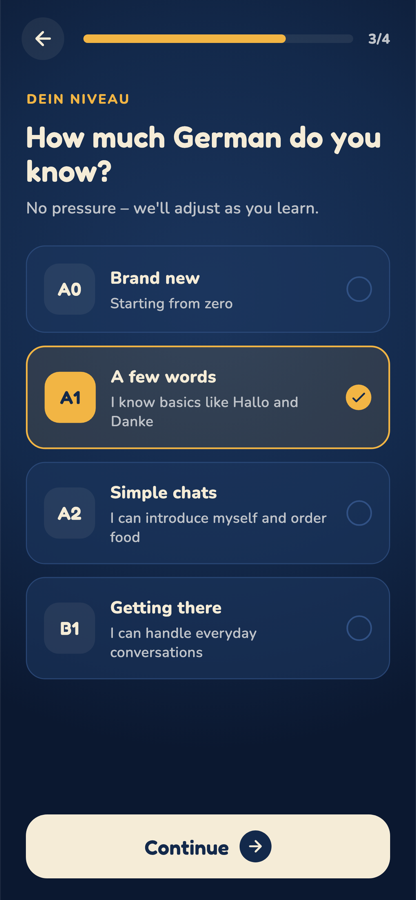 3/4
DEIN NIVEAU
How much German do you
know?
No pressure – we'll adjust as you learn.
A0
Brand new
Starting from zero
A1
A few words
I know basics like Hallo and
Danke
A2
Simple chats
I can introduce myself and order
food
B1
Getting there
I can handle everyday
conversations
Continue